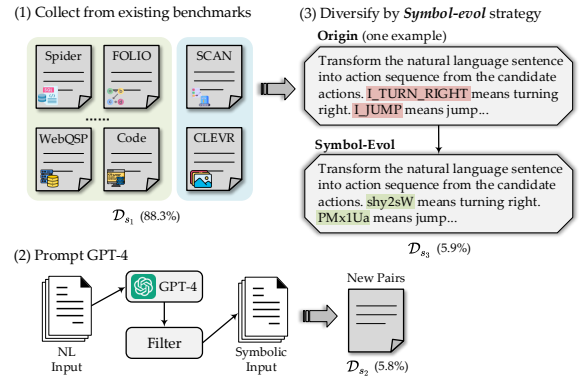 (1) Collect from existing benchmarks
Spider
FOLIO
SCAN
......
WebQSP
Code
CLEVR
𝒟s₁ (88.3%)
(3) Diversify by Symbol-evol strategy
Origin (one example)
Transform the natural language sentence
into action sequence from the candidate
actions. I_TURN_RIGHT means turning
right. I_JUMP means jump...
Symbol-Evol
Transform the natural language sentence
into action sequence from the candidate
actions. shy2sW means turning right.
PMx1Ua means jump...
𝒟s₃ (5.9%)
(2) Prompt GPT-4
NL
Input
GPT-4
Filter
Symbolic
Input
New Pairs
𝒟s₂ (5.8%)